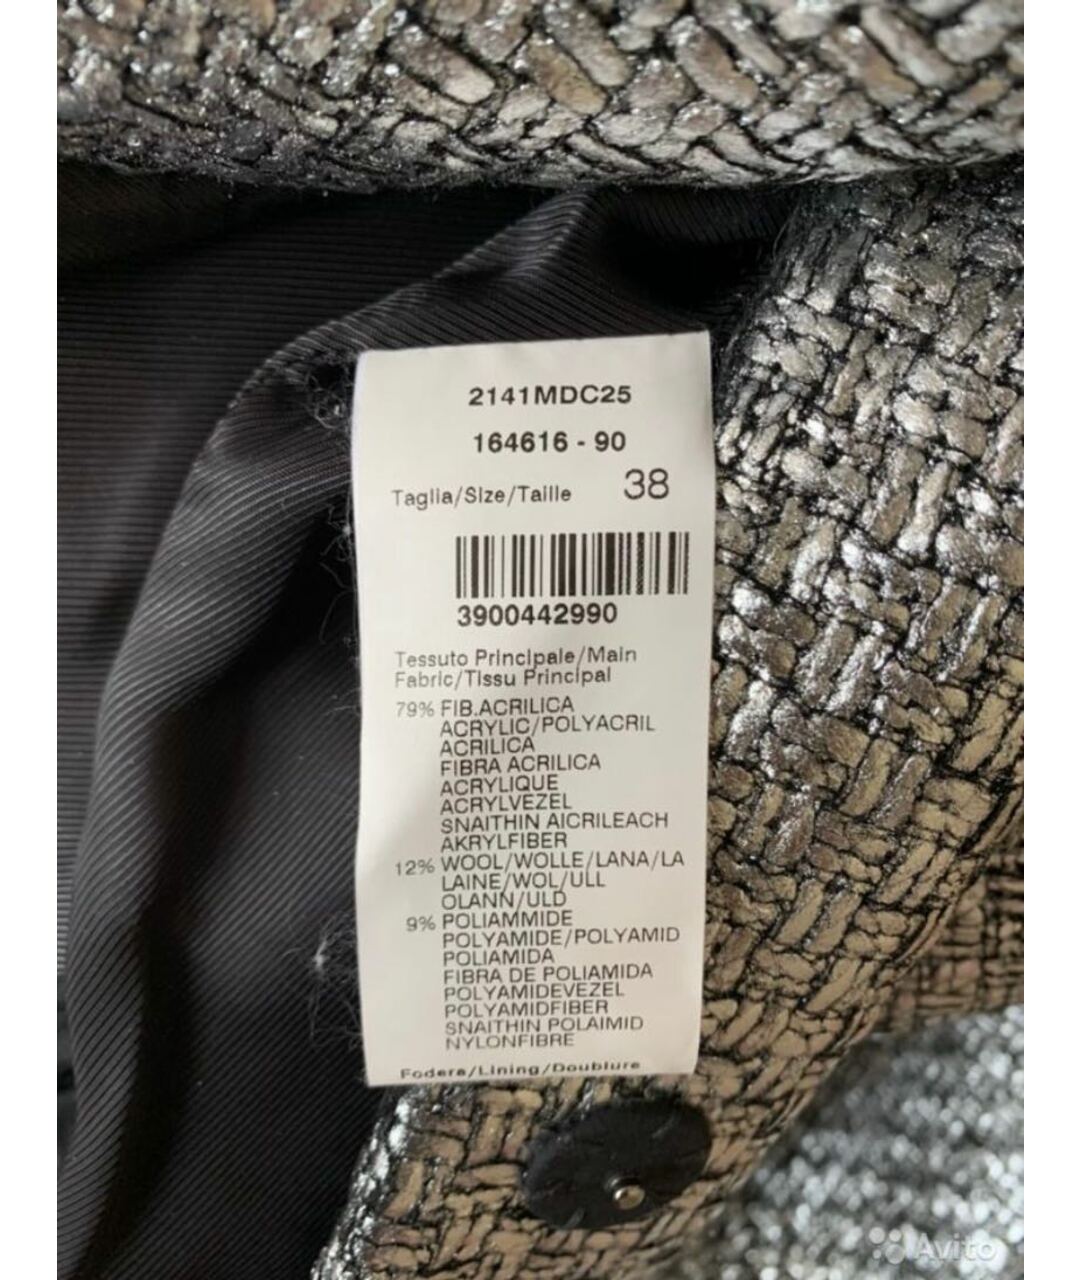 2141MDC25
164616 - 90
Taglia/Size/Taille 38
3900442990
Tessuto Principale/Main
Fabric/Tissu Principal
79% FIB.ACRILICA
ACRYLIC/POLYACRIL
ACRILICA
FIBRA ACRILICA
ACRYLIQUE
ACRYLVEZEL
SNAITHIN AICRILEACH
AKRYLFIBER
12% WOOL/WOLLE/LANA/LA
LAINE/WOL/ULL
OLANN/ULD
9% POLIAMMIDE
POLYAMIDE/POLYAMID
POLIAMIDA
FIBRA DE POLIAMIDA
POLYAMIDEVEZEL
POLYAMIDFIBER
SNAITHIN POLAIMID
NYLONFIBRE
Fodera/Lining/Doublure
Avito